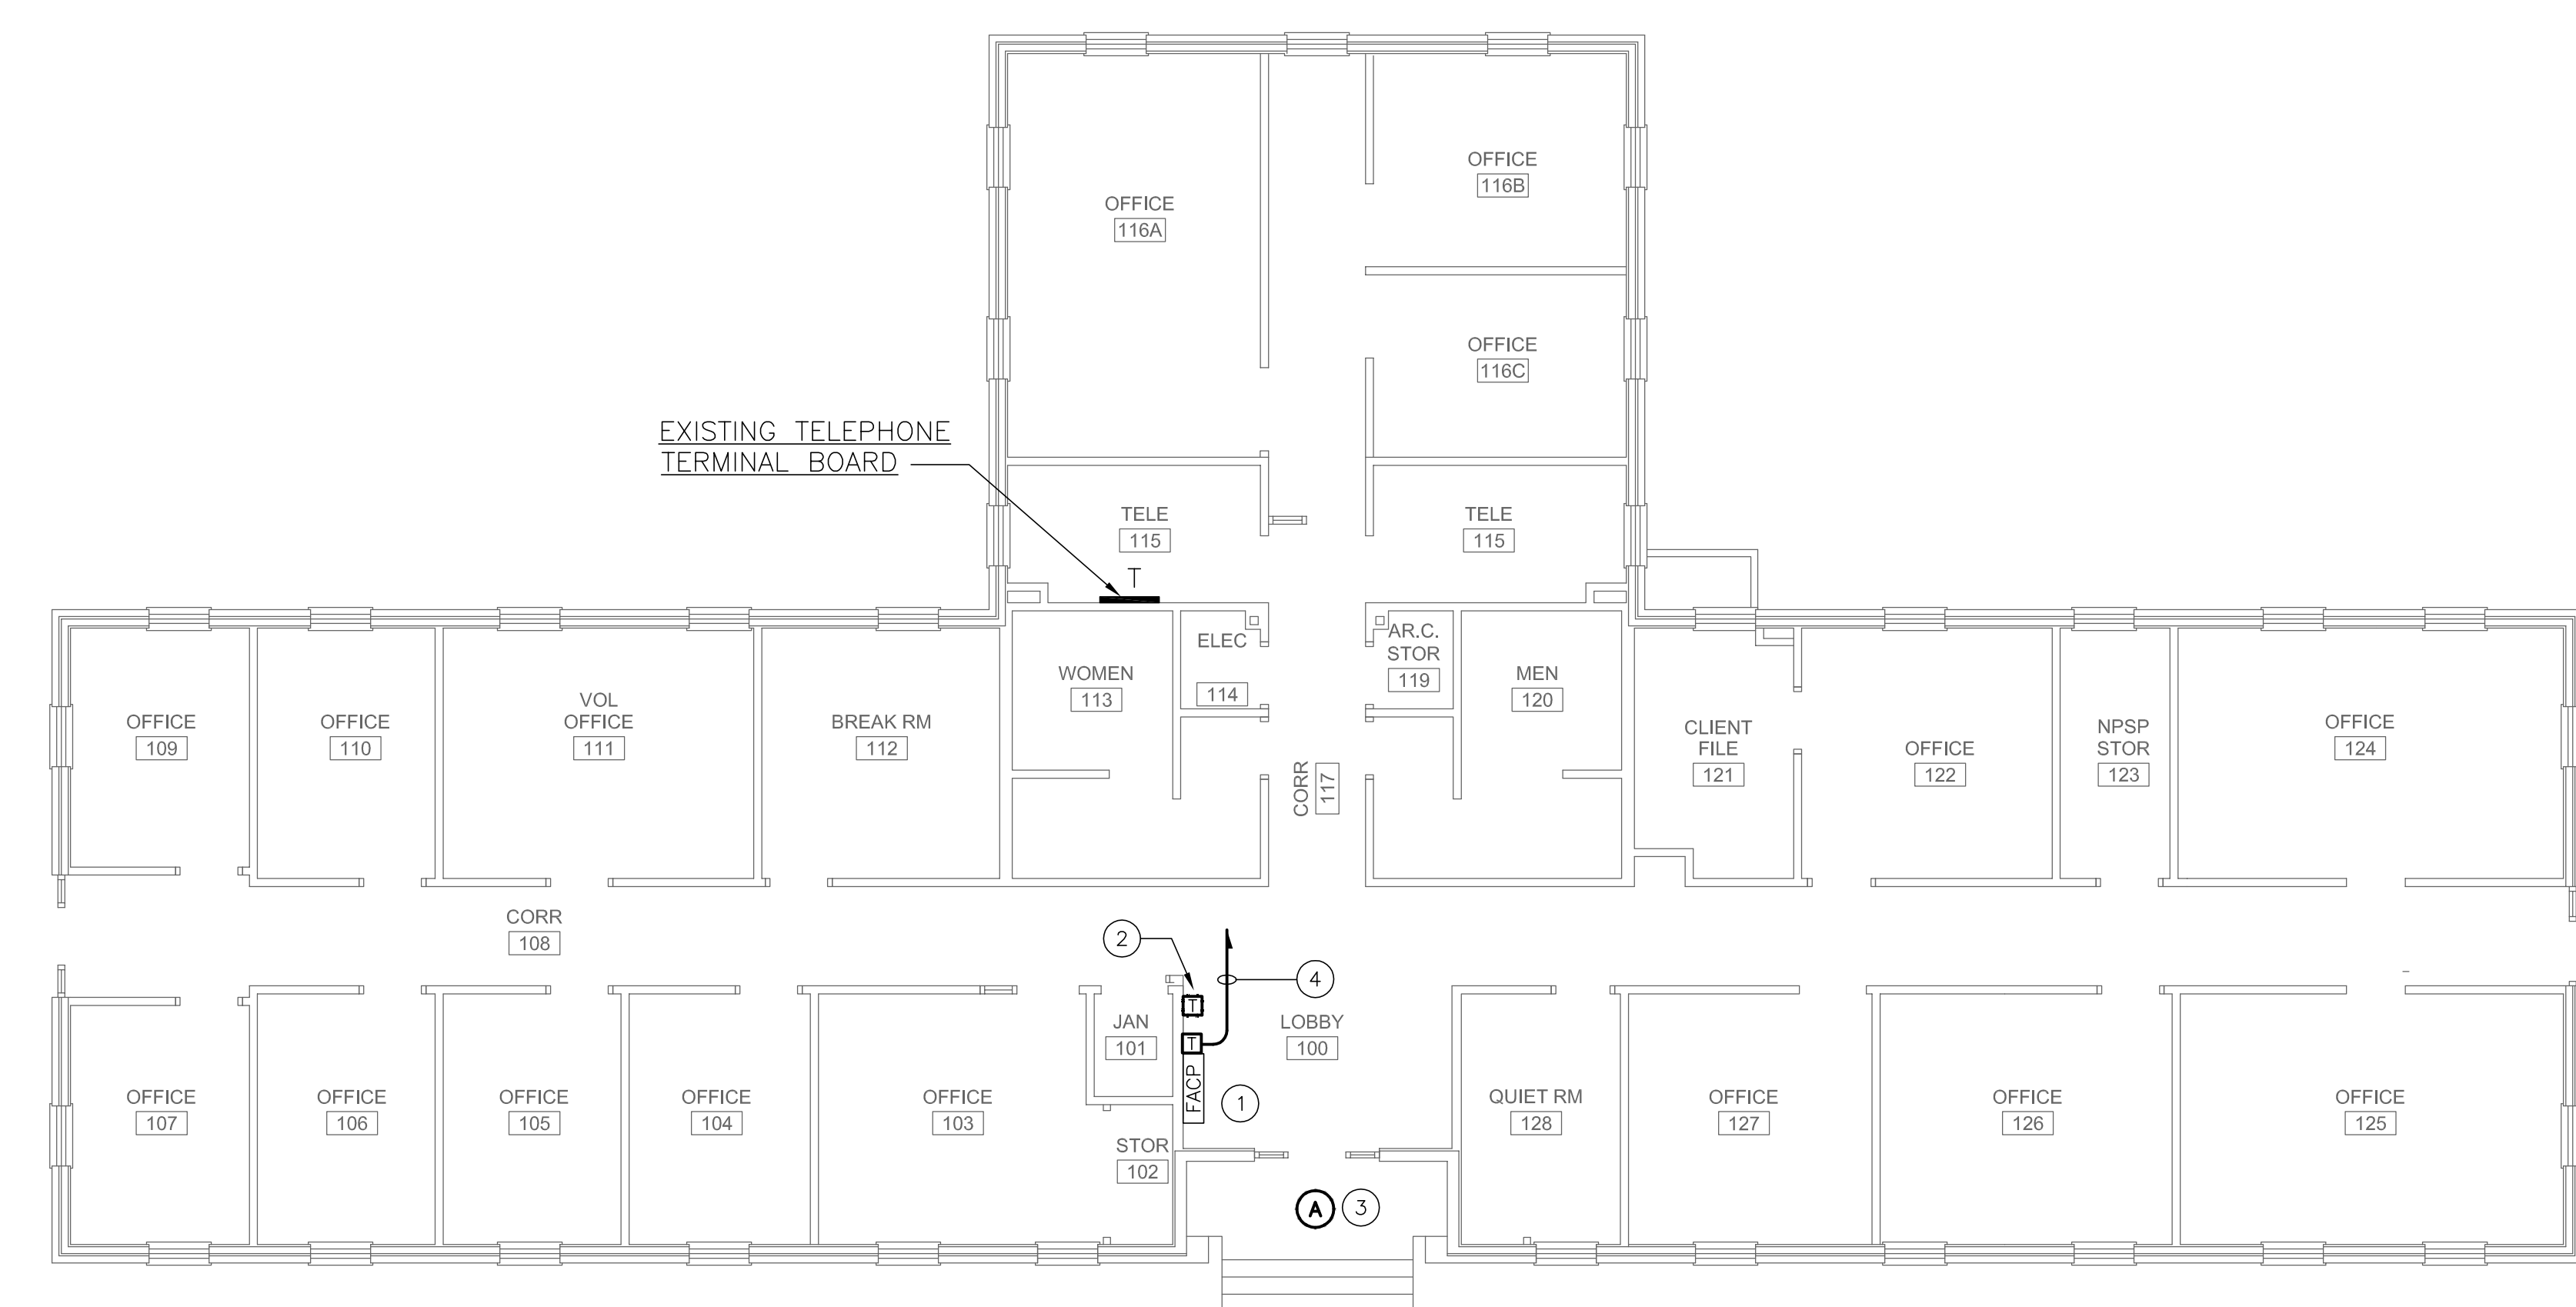 OFFICE
116B
OFFICE
116A
OFFICE
116C
EXISTING TELEPHONE
TERMINAL BOARD
TELE
115
TELE
115
T
ELEC
114
AR.C.
STOR
119
WOMEN
113
MEN
120
OFFICE
109
OFFICE
110
VOL
OFFICE
111
BREAK RM
112
CORR
117
CLIENT
FILE
121
OFFICE
122
NPSP
STOR
123
OFFICE
124
CORR
108
2
4
T
T
JAN
101
LOBBY
100
FACP
1
OFFICE
107
OFFICE
106
OFFICE
105
OFFICE
104
OFFICE
103
STOR
102
QUIET RM
128
OFFICE
127
OFFICE
126
OFFICE
125
A
3